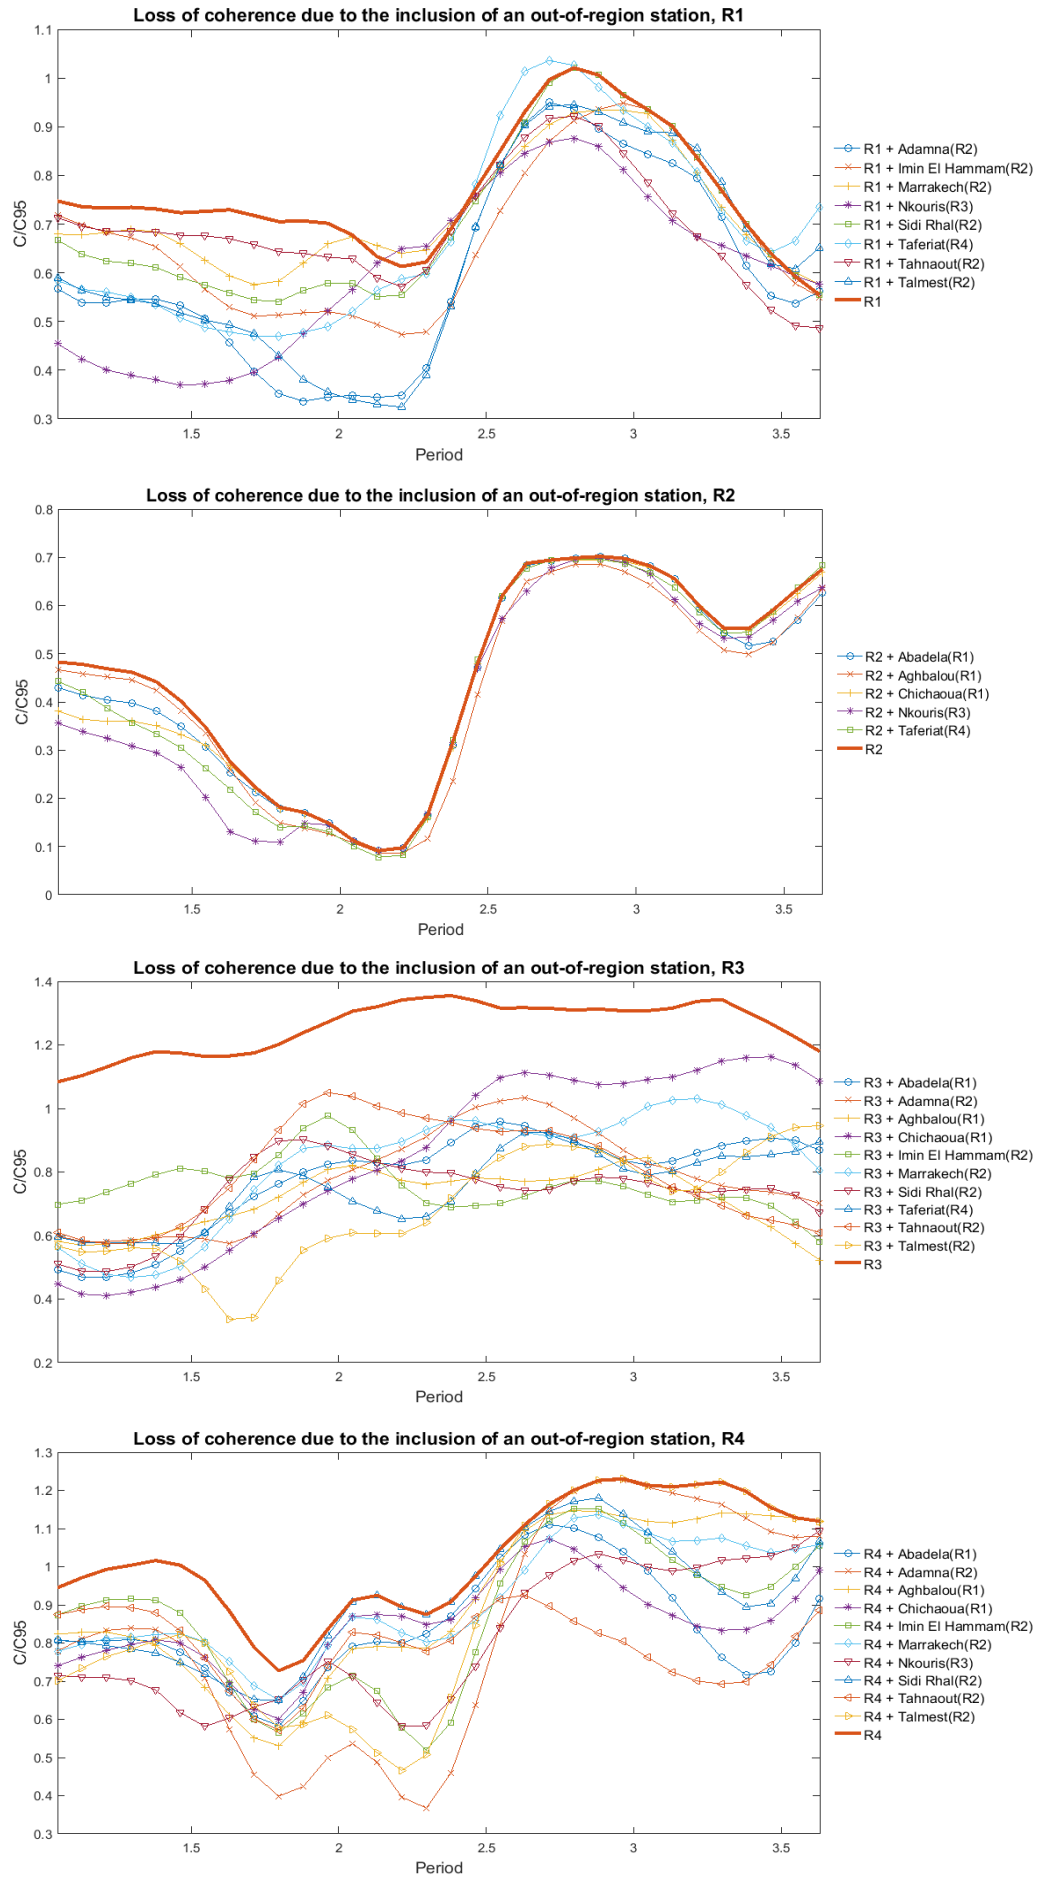 Loss of coherence due to the inclusion of an out-of-region station, R1
1.1
1
0.9
0.8
0.7
0.6
0.5
0.4
0.3
C/C95
1.5
2
2.5
3
3.5
Period
R1 + Adamna(R2)
R1 + Imin El Hammam(R2)
R1 + Marrakech(R2)
R1 + Nkouris(R3)
R1 + Sidi Rhal(R2)
R1 + Taferiat(R4)
R1 + Tahnaout(R2)
R1 + Talmest(R2)
R1
Loss of coherence due to the inclusion of an out-of-region station, R2
0.8
0.7
0.6
0.5
0.4
0.3
0.2
0.1
0
C/C95
1.5
2
2.5
3
3.5
Period
R2 + Abadela(R1)
R2 + Aghbalou(R1)
R2 + Chichaoua(R1)
R2 + Nkouris(R3)
R2 + Taferiat(R4)
R2
Loss of coherence due to the inclusion of an out-of-region station, R3
1.4
1.2
1
0.8
0.6
0.4
0.2
C/C95
1.5
2
2.5
3
3.5
Period
R3 + Abadela(R1)
R3 + Adamna(R2)
R3 + Aghbalou(R1)
R3 + Chichaoua(R1)
R3 + Imin El Hammam(R2)
R3 + Marrakech(R2)
R3 + Sidi Rhal(R2)
R3 + Taferiat(R4)
R3 + Tahnaout(R2)
R3 + Talmest(R2)
R3
Loss of coherence due to the inclusion of an out-of-region station, R4
1.3
1.2
1.1
1
0.9
0.8
0.7
0.6
0.5
0.4
0.3
C/C95
1.5
2
2.5
3
3.5
Period
R4 + Abadela(R1)
R4 + Adamna(R2)
R4 + Aghbalou(R1)
R4 + Chichaoua(R1)
R4 + Imin El Hammam(R2)
R4 + Marrakech(R2)
R4 + Nkouris(R3)
R4 + Sidi Rhal(R2)
R4 + Tahnaout(R2)
R4 + Talmest(R2)
R4